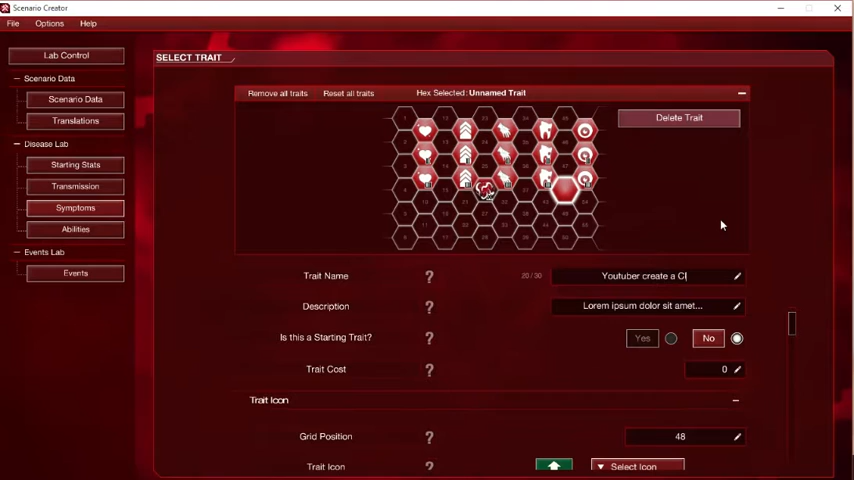 Scenario Creator
File Options Help
Lab Control
Scenario Data
Scenario Data
Translations
Disease Lab
Starting Stats
Transmission
Symptoms
Abilities
Events Lab
Events
SELECT TRAIT
Remove all traits Reset all traits Hex Selected: Unnamed Trait
Delete Trait
Trait Name ? 20 / 30 Youtuber create a Cl
Description ? Lorem ipsum dolor sit amet...
Is this a Starting Trait? ? Yes No
Trait Cost ? 0
Trait Icon
Grid Position ? 48
Trait Icon ? Select Icon